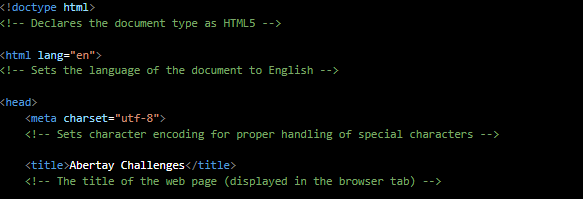 <!doctype html>
<!-- Declares the document type as HTML5 -->
<html lang="en">
<!-- Sets the language of the document to English -->
<head>
<meta charset="utf-8">
<!-- Sets character encoding for proper handling of special characters -->
<title>Abertay Challenges</title>
<!-- The title of the web page (displayed in the browser tab) -->